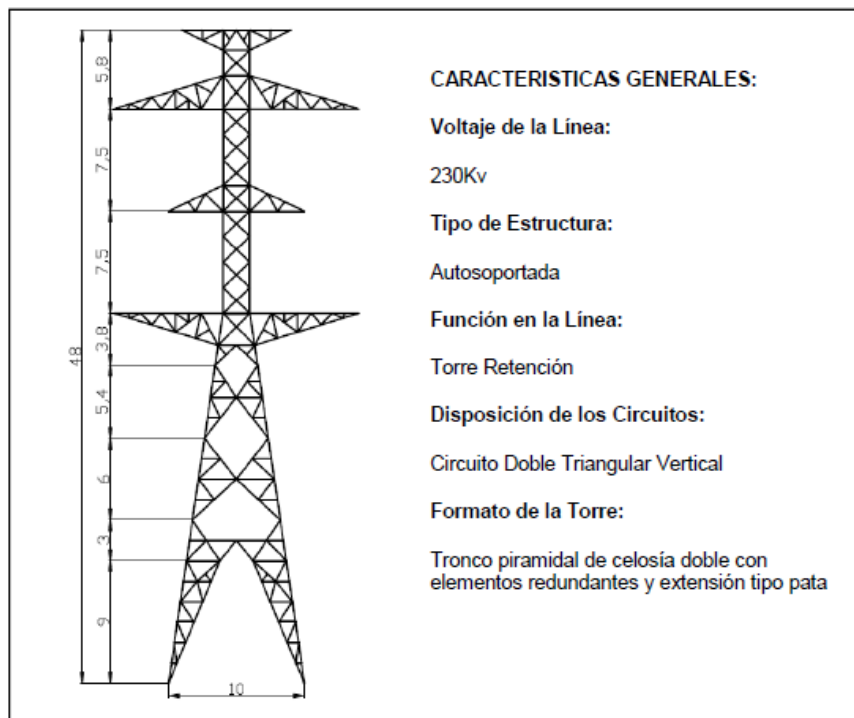 5,8
7,5
7,5
3,8
48
5,4
6
3
9
10
CARACTERISTICAS GENERALES:
Voltaje de la Línea:
230Kv
Tipo de Estructura:
Autosoportada
Función en la Línea:
Torre Retención
Disposición de los Circuitos:
Circuito Doble Triangular Vertical
Formato de la Torre:
Tronco piramidal de celosía doble con
elementos redundantes y extensión tipo pata